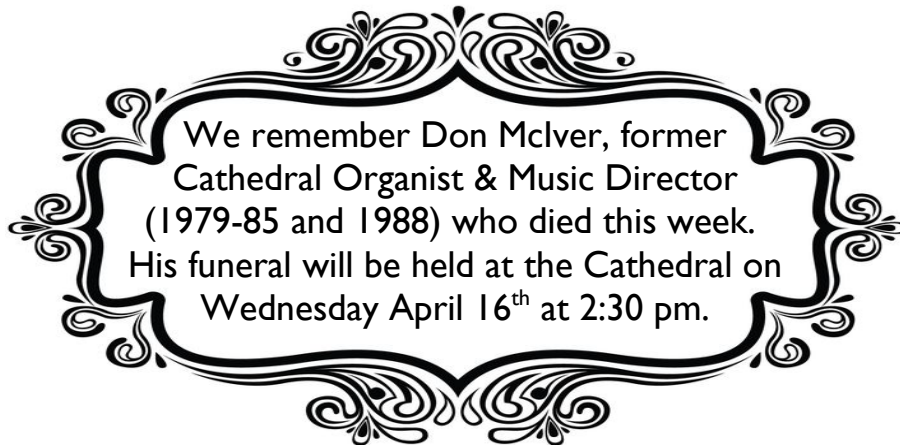 We remember Don McIver, former
Cathedral Organist & Music Director
(1979-85 and 1988) who died this week.
His funeral will be held at the Cathedral on
Wednesday April 16th at 2:30 pm.